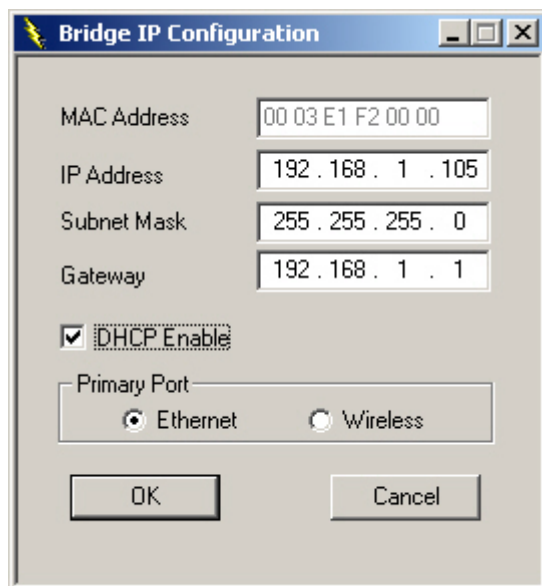 Bridge IP Configuration
MAC Address 00 03 E1 F2 00 00
IP Address 192 . 168 . 1 . 105
Subnet Mask 255 . 255 . 255 . 0
Gateway 192 . 168 . 1 . 1
DHCP Enable
Primary Port
Ethernet Wireless
OK Cancel